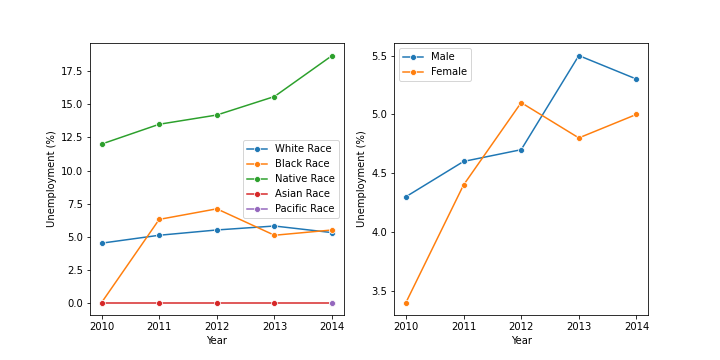 17.5
15.0
12.5
10.0
7.5
5.0
2.5
0.0
Unemployment (%)
White Race
Black Race
Native Race
Asian Race
Pacific Race
2010 2011 2012 2013 2014
Year
5.5
5.0
4.5
4.0
3.5
Unemployment (%)
Male
Female
2010 2011 2012 2013 2014
Year